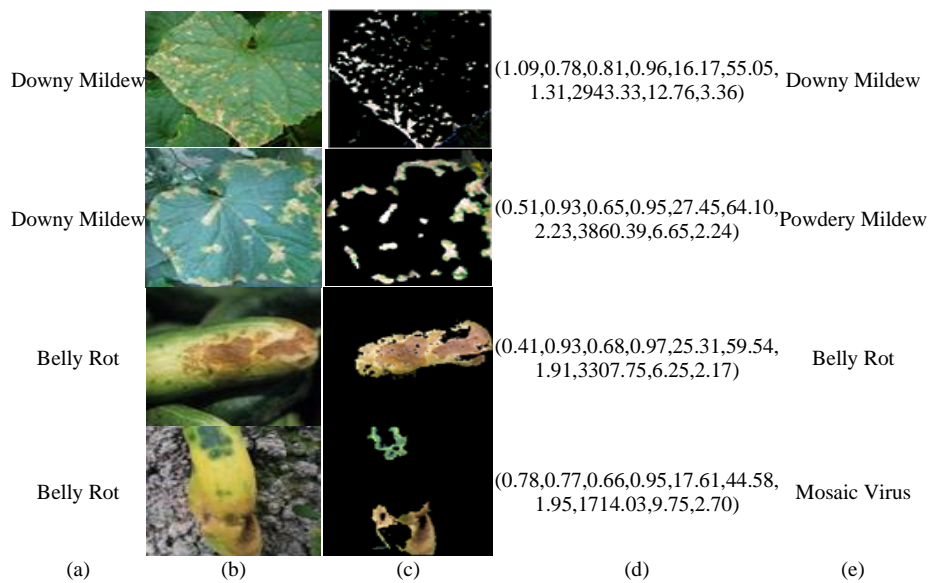 Downy Mildew
(1.09,0.78,0.81,0.96,16.17,55.05,
1.31,2943.33,12.76,3.36)
Downy Mildew
Downy Mildew
(0.51,0.93,0.65,0.95,27.45,64.10,
2.23,3860.39,6.65,2.24)
Powdery Mildew
Belly Rot
(0.41,0.93,0.68,0.97,25.31,59.54,
1.91,3307.75,6.25,2.17)
Belly Rot
Belly Rot
(0.78,0.77,0.66,0.95,17.61,44.58,
1.95,1714.03,9.75,2.70)
Mosaic Virus
(a) (b) (c) (d) (e)